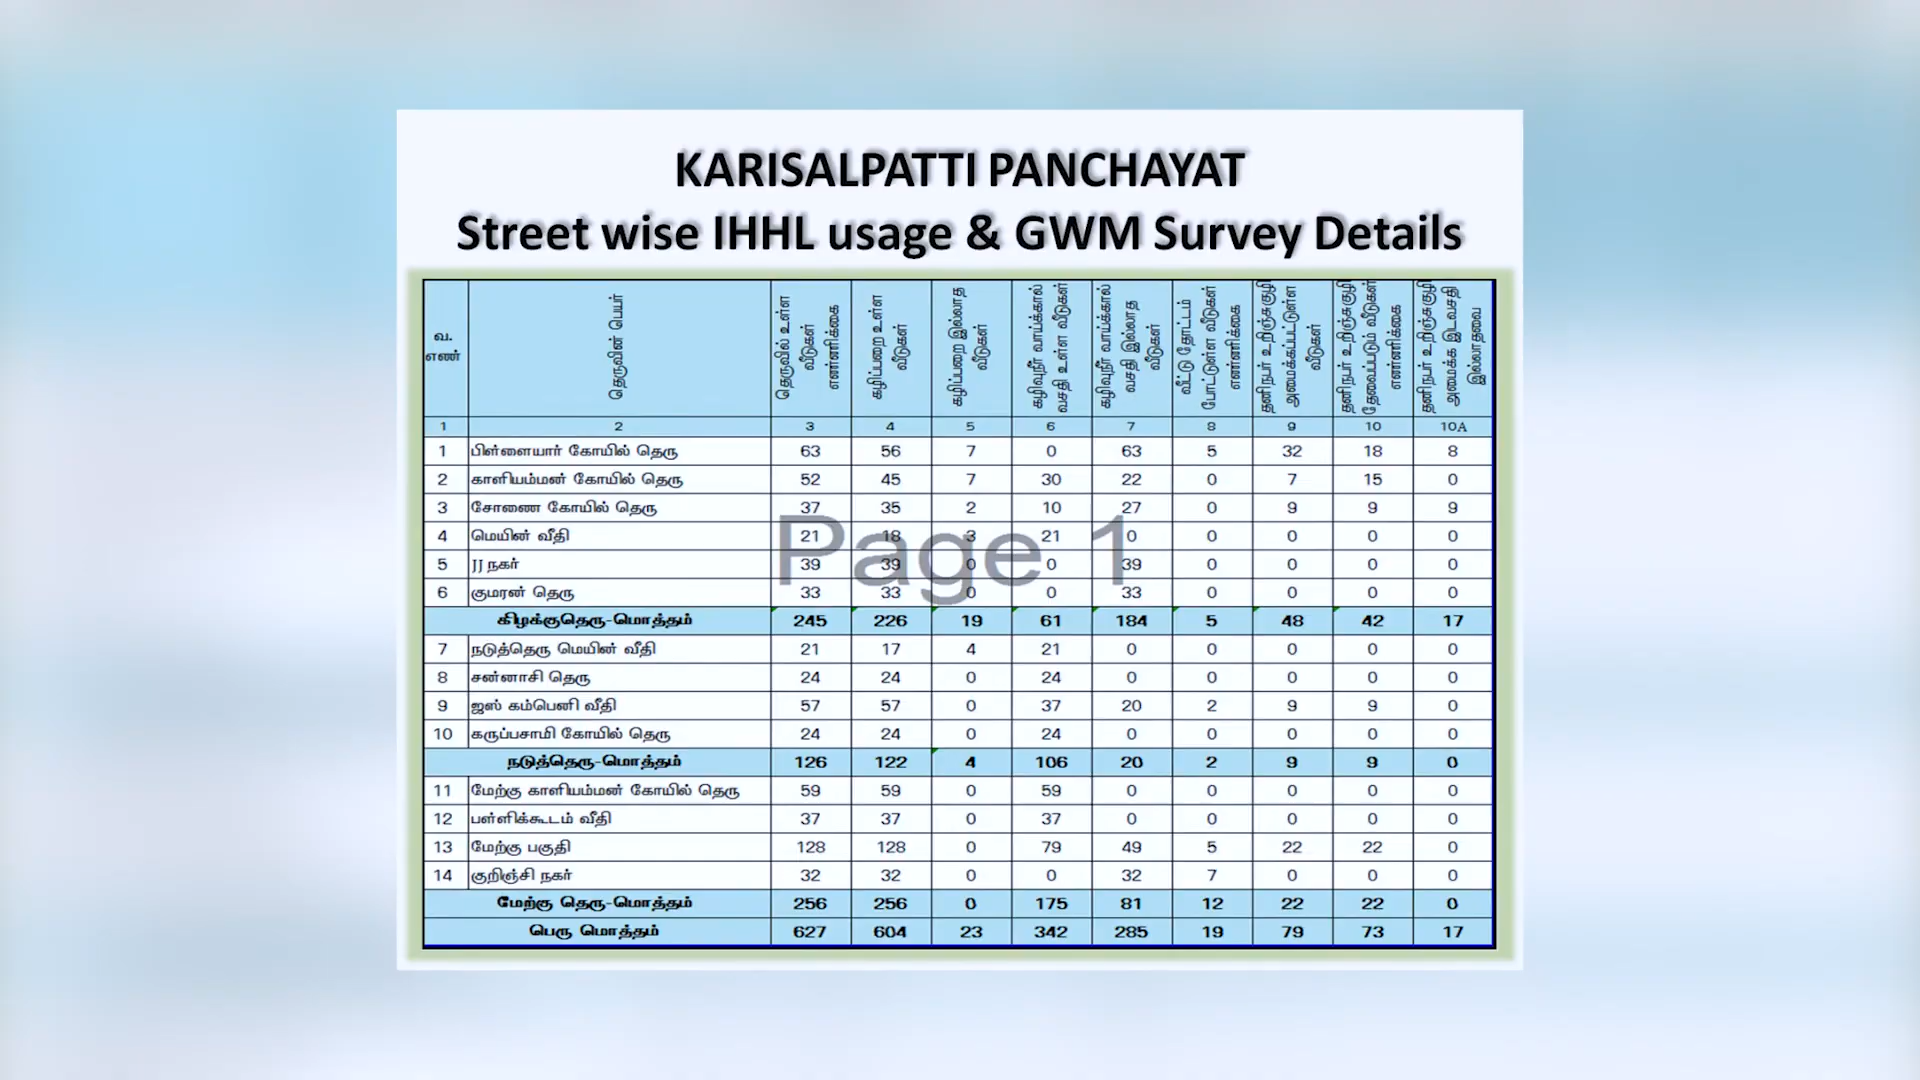 KARISALPATTI PANCHAYAT
Street wise IHHL usage & GWM Survey Details
வ. எண் தெருவின் பெயர் தெருவில் உள்ள வீடுகள் எண்ணிக்கை கழிப்பறை உள்ள வீடுகள் கழிப்பறை இல்லாத வீடுகள் கழிவுநீர் வாய்க்கால் வசதி உள்ள வீடுகள் கழிவுநீர் வாய்க்கால் வசதி இல்லாத வீடுகள் வீட்டு தோட்டம் போட்டுள்ள வீடுகள் எண்ணிக்கை தனிநபர் உறிஞ்சுகுழி அமைக்கப்பட்டுள்ள வீடுகள் தனிநபர் உறிஞ்சுகுழி தேவைப்படும் வீடுகள் எண்ணிக்கை தனிநபர் உறிஞ்சுகுழி அமைக்க இடவசதி இல்லாதவை
1 2 3 4 5 6 7 8 9 10 10A
1 பிள்ளையார் கோயில் தெரு 63 56 7 0 63 5 32 18 8
2 காளியம்மன் கோயில் தெரு 52 45 7 30 22 0 7 15 0
3 சோணை கோயில் தெரு 37 35 2 10 27 0 9 9 9
4 மெயின் வீதி 21 18 3 21 0 0 0 0 0
5 JJ நகர் 39 39 0 0 39 0 0 0 0
6 குமரன் தெரு 33 33 0 0 33 0 0 0 0
கிழக்குதெரு-மொத்தம் 245 226 19 61 184 5 48 42 17
7 நடுத்தெரு மெயின் வீதி 21 17 4 21 0 0 0 0 0
8 சன்னாசி தெரு 24 24 0 24 0 0 0 0 0
9 ஐஸ் கம்பெனி வீதி 57 57 0 37 20 2 9 9 0
10 கருப்பசாமி கோயில் தெரு 24 24 0 24 0 0 0 0 0
நடுத்தெரு-மொத்தம் 126 122 4 106 20 2 9 9 0
11 மேற்கு காளியம்மன் கோயில் தெரு 59 59 0 59 0 0 0 0 0
12 பள்ளிக்கூடம் வீதி 37 37 0 37 0 0 0 0 0
13 மேற்கு பகுதி 128 128 0 79 49 5 22 22 0
14 குறிஞ்சி நகர் 32 32 0 0 32 7 0 0 0
மேற்கு தெரு-மொத்தம் 256 256 0 175 81 12 22 22 0
பெரு மொத்தம் 627 604 23 342 285 19 79 73 17
Page 1